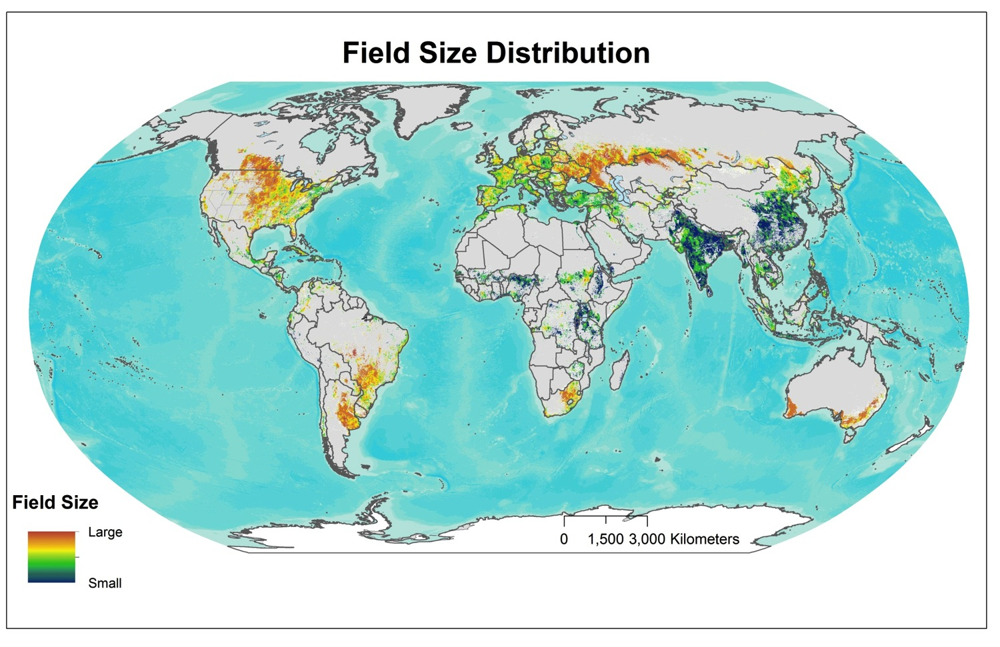 Field Size Distribution
Field Size
Large
Small
0 1,500 3,000 Kilometers